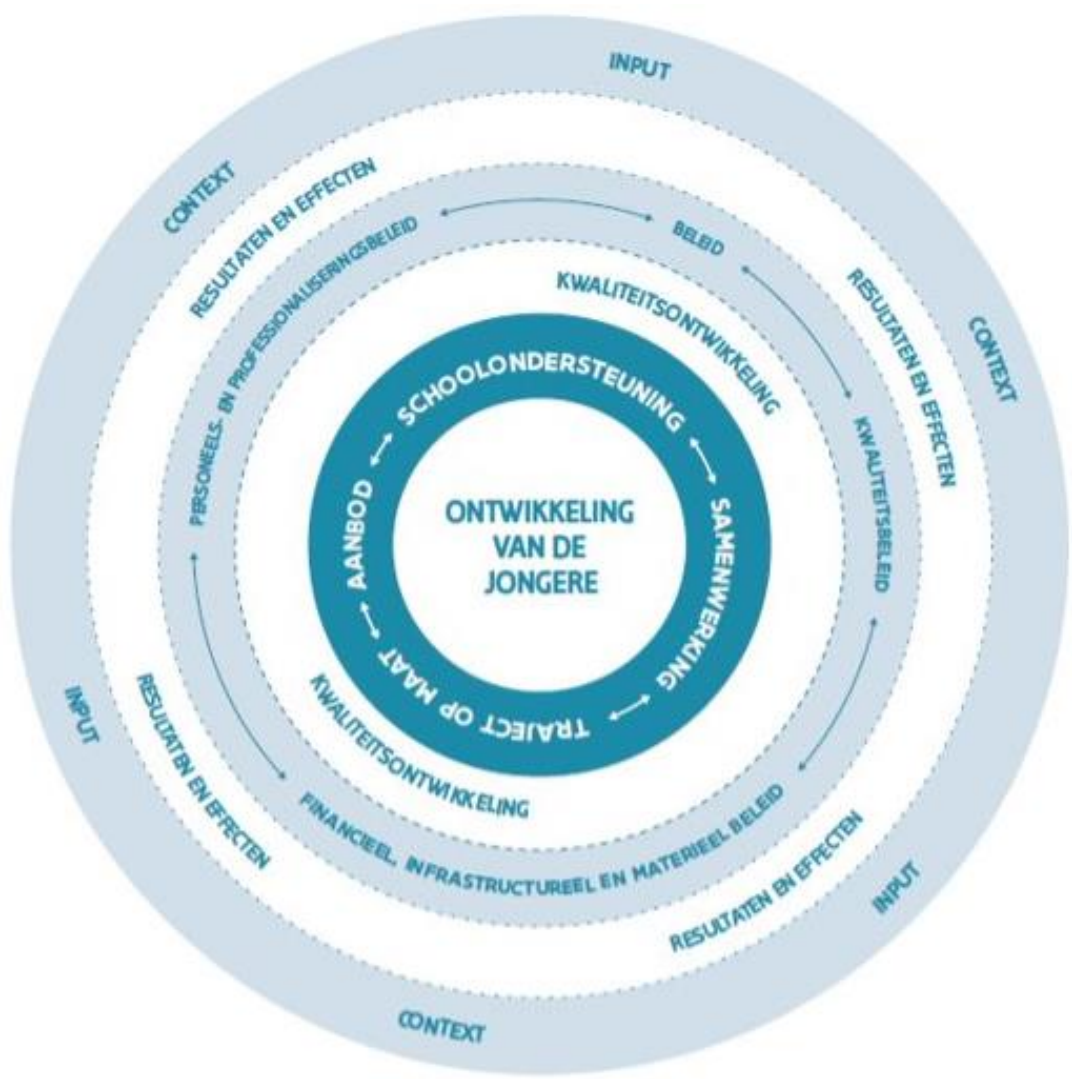 INPUT
CONTEXT
CONTEXT
INPUT
INPUT
CONTEXT
RESULTATEN EN EFFECTEN
RESULTATEN EN EFFECTEN
RESULTATEN EN EFFECTEN
RESULTATEN EN EFFECTEN
PERSONEELS- EN PROFESSIONALISERINGSBELEID
BELEID
KWALITEITSBELEID
FINANCIEEL, INFRASTRUCTUREEL EN MATERIEEL BELEID
KWALITEITSONTWIKKELING
KWALITEITSONTWIKKELING
SCHOOLONDERSTEUNING
SAMENWERKING
TRAJECT OP MAAT
AANBOD
ONTWIKKELING
VAN DE
JONGERE